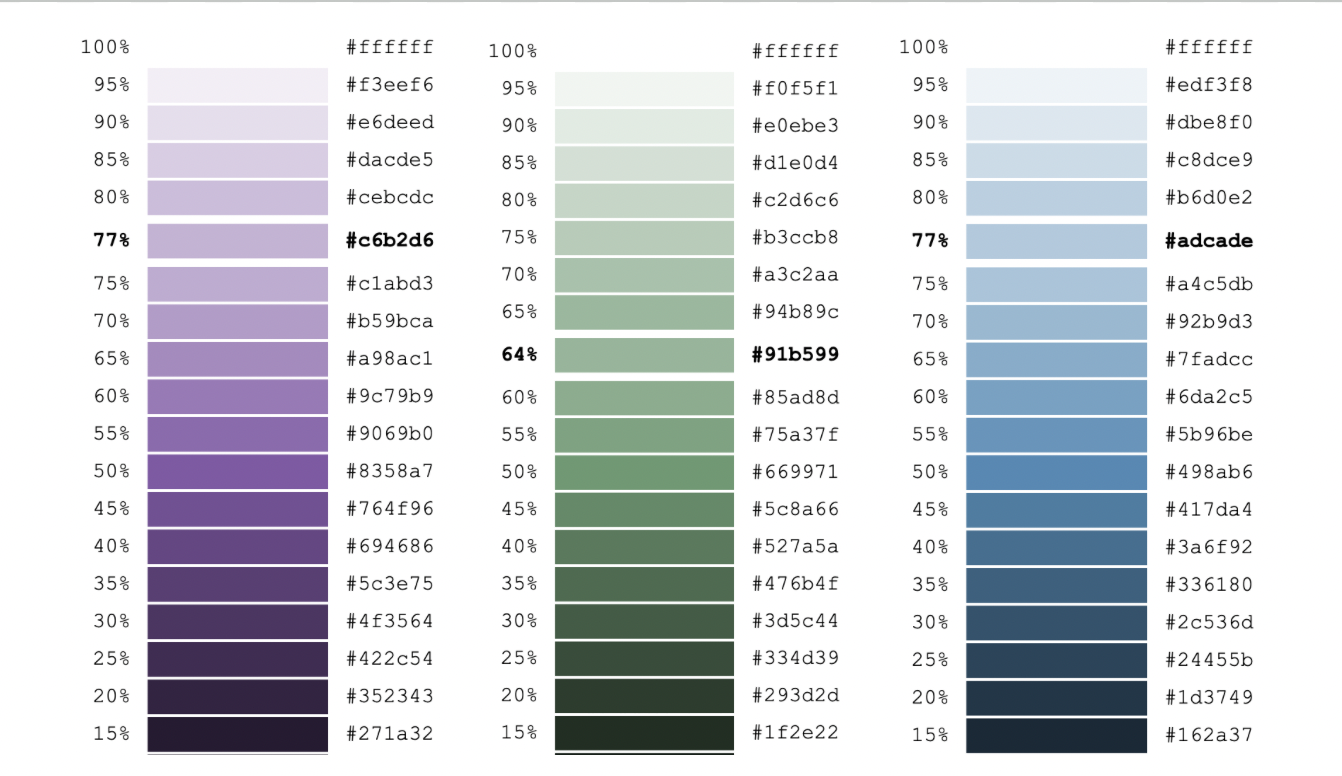 100% #ffffff
95% #f3eef6
90% #e6deed
85% #dacde5
80% #cebcdc
77% #c6b2d6
75% #c1abd3
70% #b59bca
65% #a98ac1
60% #9c79b9
55% #9069b0
50% #8358a7
45% #764f96
40% #694686
35% #5c3e75
30% #4f3564
25% #422c54
20% #352343
15% #271a32
100% #ffffff
95% #f0f5f1
90% #e0ebe3
85% #d1e0d4
80% #c2d6c6
75% #b3ccb8
70% #a3c2aa
65% #94b89c
64% #91b599
60% #85ad8d
55% #75a37f
50% #669971
45% #5c8a66
40% #527a5a
35% #476b4f
30% #3d5c44
25% #334d39
20% #293d2d
15% #1f2e22
100% #ffffff
95% #edf3f8
90% #dbe8f0
85% #c8dce9
80% #b6d0e2
77% #adcade
75% #a4c5db
70% #92b9d3
65% #7fadcc
60% #6da2c5
55% #5b96be
50% #498ab6
45% #417da4
40% #3a6f92
35% #336180
30% #2c536d
25% #24455b
20% #1d3749
15% #162a37